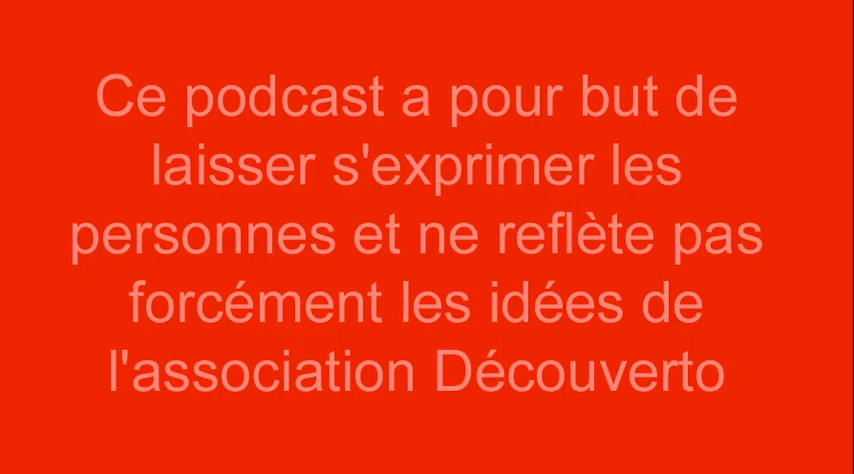 Ce podcast a pour but de
laisser s'exprimer les
personnes et ne reflète pas
forcément les idées de
l'association Découverto